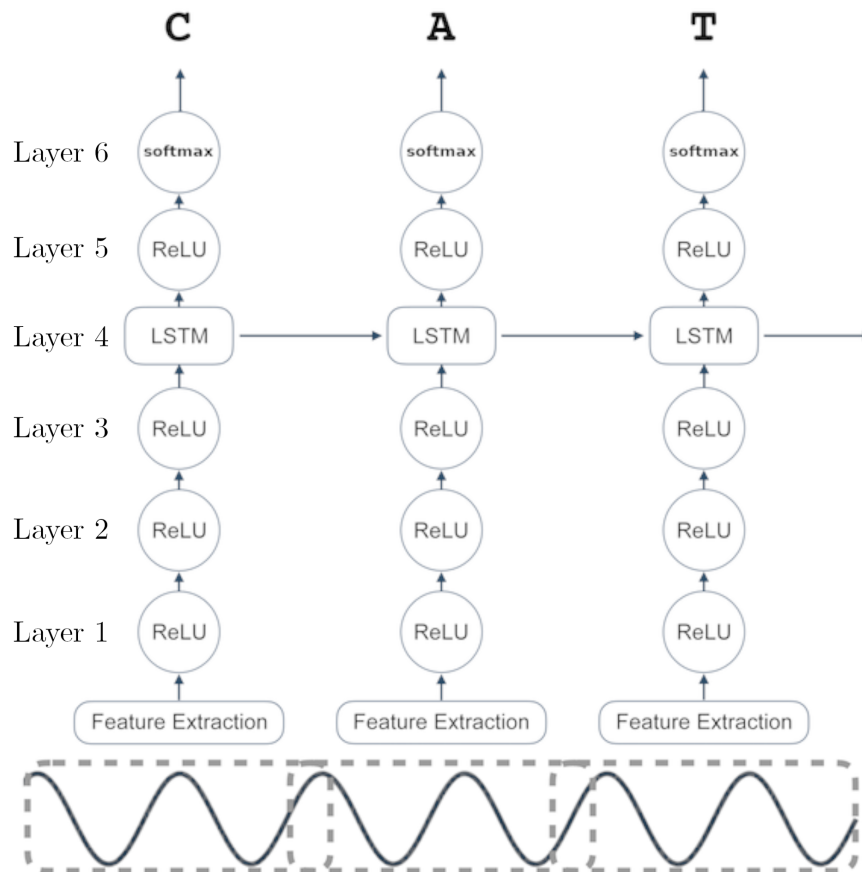 C A T
Layer 6 softmax softmax softmax
Layer 5 ReLU ReLU ReLU
Layer 4 LSTM LSTM LSTM
Layer 3 ReLU ReLU ReLU
Layer 2 ReLU ReLU ReLU
Layer 1 ReLU ReLU ReLU
Feature Extraction Feature Extraction Feature Extraction